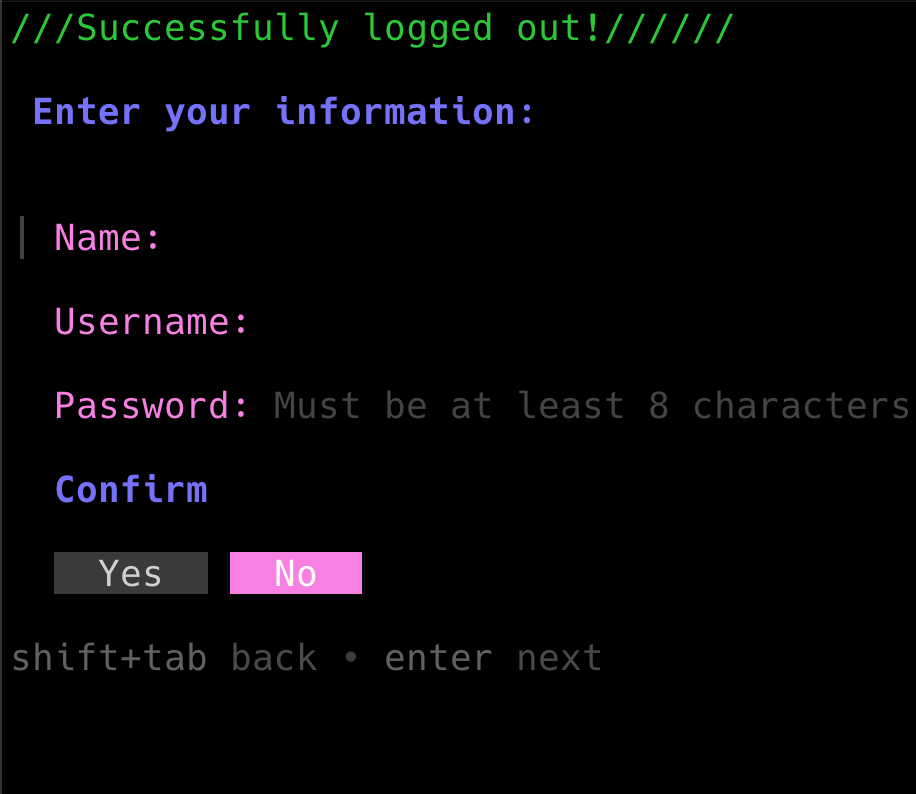 ///Successfully logged out!//////
Enter your information:
Name:
Username:
Password: Must be at least 8 characters
Confirm
Yes No
shift+tab back • enter next